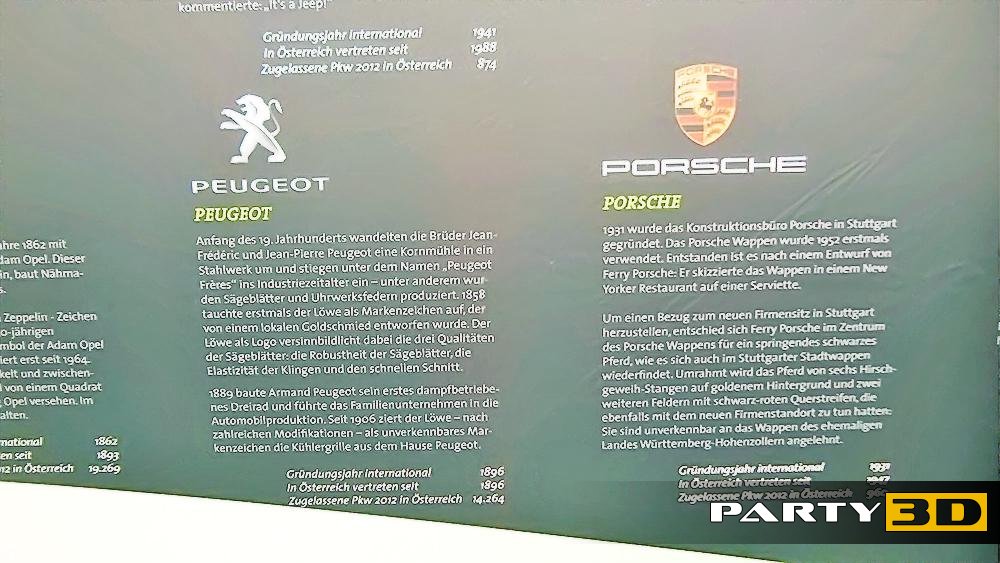 kommentierte: „It's a Jeep!"
Gründungsjahr international 1941
In Österreich vertreten seit 1988
Zugelassene Pkw 2012 in Österreich 874
PEUGEOT
PEUGEOT
Anfang des 19. Jahrhunderts wandelten die Brüder Jean-
Frédéric und Jean-Pierre Peugeot eine Kornmühle in ein
Stahlwerk um und stiegen unter dem Namen „Peugeot
Frères" ins Industriezeitalter ein – unter anderem wur-
den Sägeblätter und Uhrwerksfedern produziert. 1858
tauchte erstmals der Löwe als Markenzeichen auf, der
von einem lokalen Goldschmied entworfen wurde. Der
Löwe als Logo versinnbildlicht dabei die drei Qualitäten
der Sägeblätter: die Robustheit der Sägeblätter, die
Elastizität der Klingen und den schnellen Schnitt.
1889 baute Armand Peugeot sein erstes dampfbetriebe-
nes Dreirad und führte das Familienunternehmen in die
Automobilproduktion. Seit 1906 ziert der Löwe – nach
zahlreichen Modifikationen – als unverkennbares Mar-
kenzeichen die Kühlergrille aus dem Hause Peugeot.
Gründungsjahr international 1896
In Österreich vertreten seit 1896
Zugelassene Pkw 2012 in Österreich 14.264
PORSCHE
PORSCHE
PORSCHE
1931 wurde das Konstruktionsbüro Porsche in Stuttgart
gegründet. Das Porsche Wappen wurde 1952 erstmals
verwendet. Entstanden ist es nach einem Entwurf von
Ferry Porsche: Er skizzierte das Wappen in einem New
Yorker Restaurant auf einer Serviette.
Um einen Bezug zum neuen Firmensitz in Stuttgart
herzustellen, entschied sich Ferry Porsche im Zentrum
des Porsche Wappens für ein springendes schwarzes
Pferd, wie es sich auch im Stuttgarter Stadtwappen
wiederfindet. Umrahmt wird das Pferd von sechs Hirsch-
geweih-Stangen auf goldenem Hintergrund und zwei
weiteren Feldern mit schwarz-roten Querstreifen, die
ebenfalls mit dem neuen Firmenstandort zu tun hatten:
Sie sind unverkennbar an das Wappen des ehemaligen
Landes Württemberg-Hohenzollern angelehnt.
Gründungsjahr international 1931
In Österreich vertreten seit 1947
Zugelassene Pkw 2012 in Österreich
ahre 1862 mit
dam Opel. Dieser
in, baut Nähma-
s.
Zeppelin - Zeichen
o-jährigen
mbol der Adam Opel
iert erst seit 1964.
kelt und zwischen-
l von einem Quadrat
Opel versehen. Im
alten.
national 1862
en seit 1893
12 in Österreich 19.269
PARTY 3D